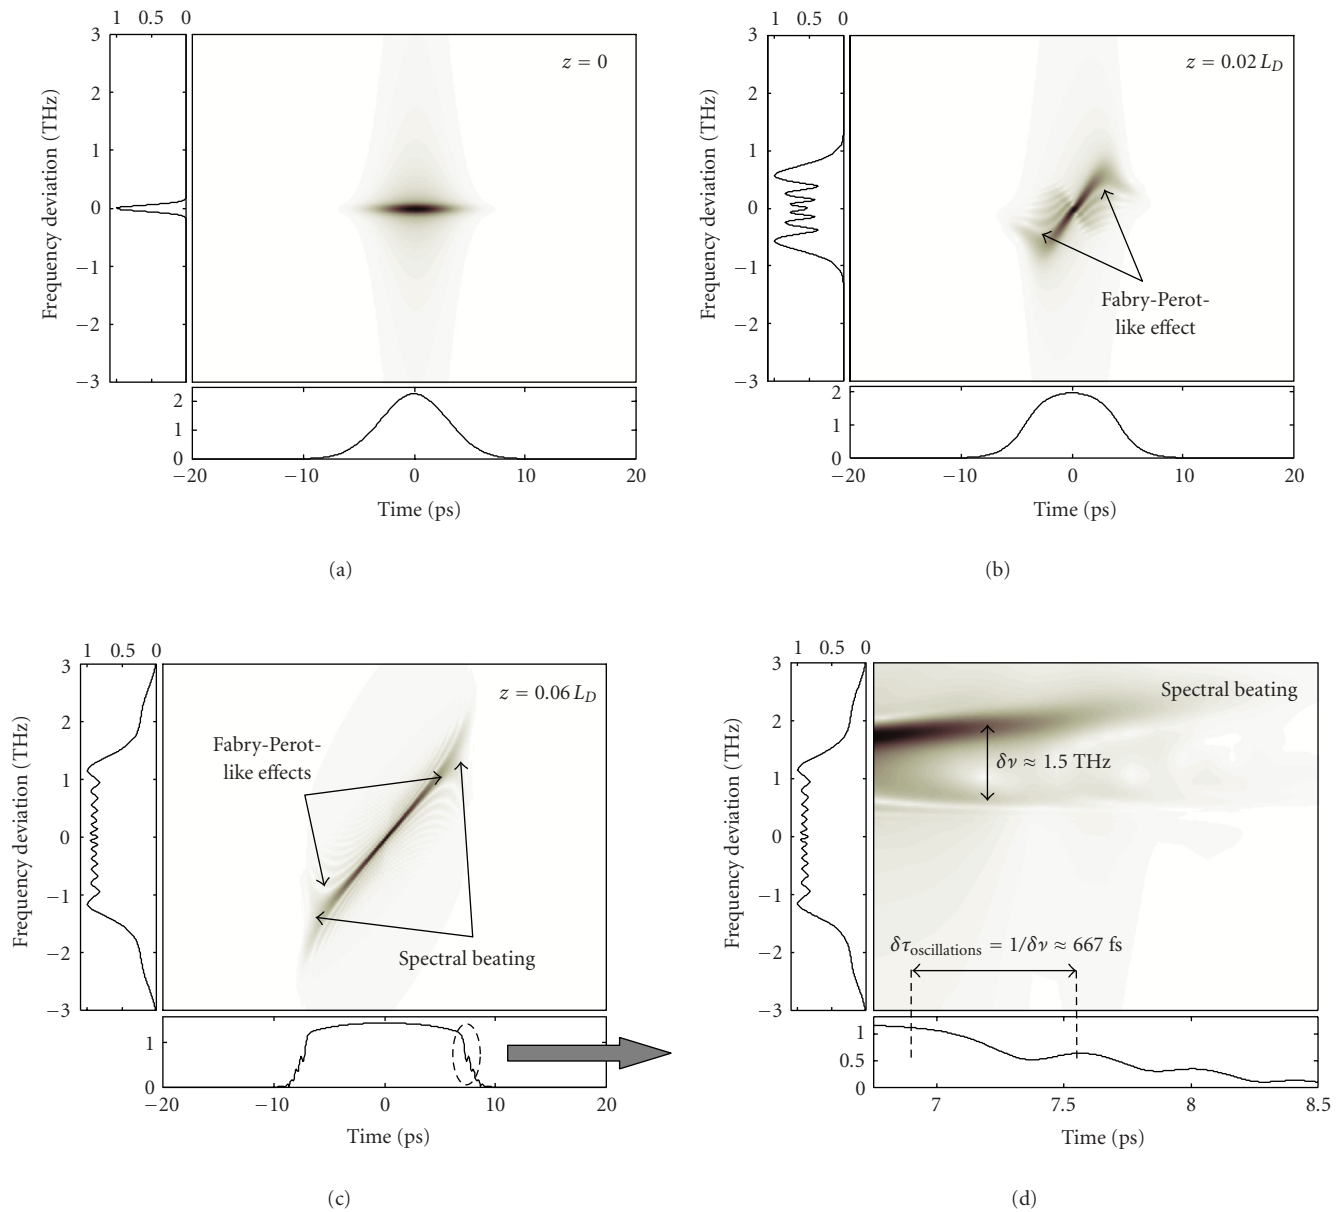 1 0.5 0
3
2
1
0
−1
−2
−3
Frequency deviation (THz)
z = 0
2
1
0
−20 −10 0 10 20
Time (ps)
(a)
1 0.5 0
3
2
1
0
−1
−2
−3
Frequency deviation (THz)
z = 0.02 L_D
Fabry-Perot-
like effect
2
1
0
−20 −10 0 10 20
Time (ps)
(b)
1 0.5 0
3
2
1
0
−1
−2
−3
Frequency deviation (THz)
z = 0.06 L_D
Fabry-Perot-
like effects
Spectral beating
1
0
−20 −10 0 10 20
Time (ps)
(c)
1 0.5 0
3
2
1
0
−1
−2
−3
Frequency deviation (THz)
Spectral beating
δν ≈ 1.5 THz
δτ_oscillations = 1/δν ≈ 667 fs
1
0.5
0
7 7.5 8 8.5
Time (ps)
(d)